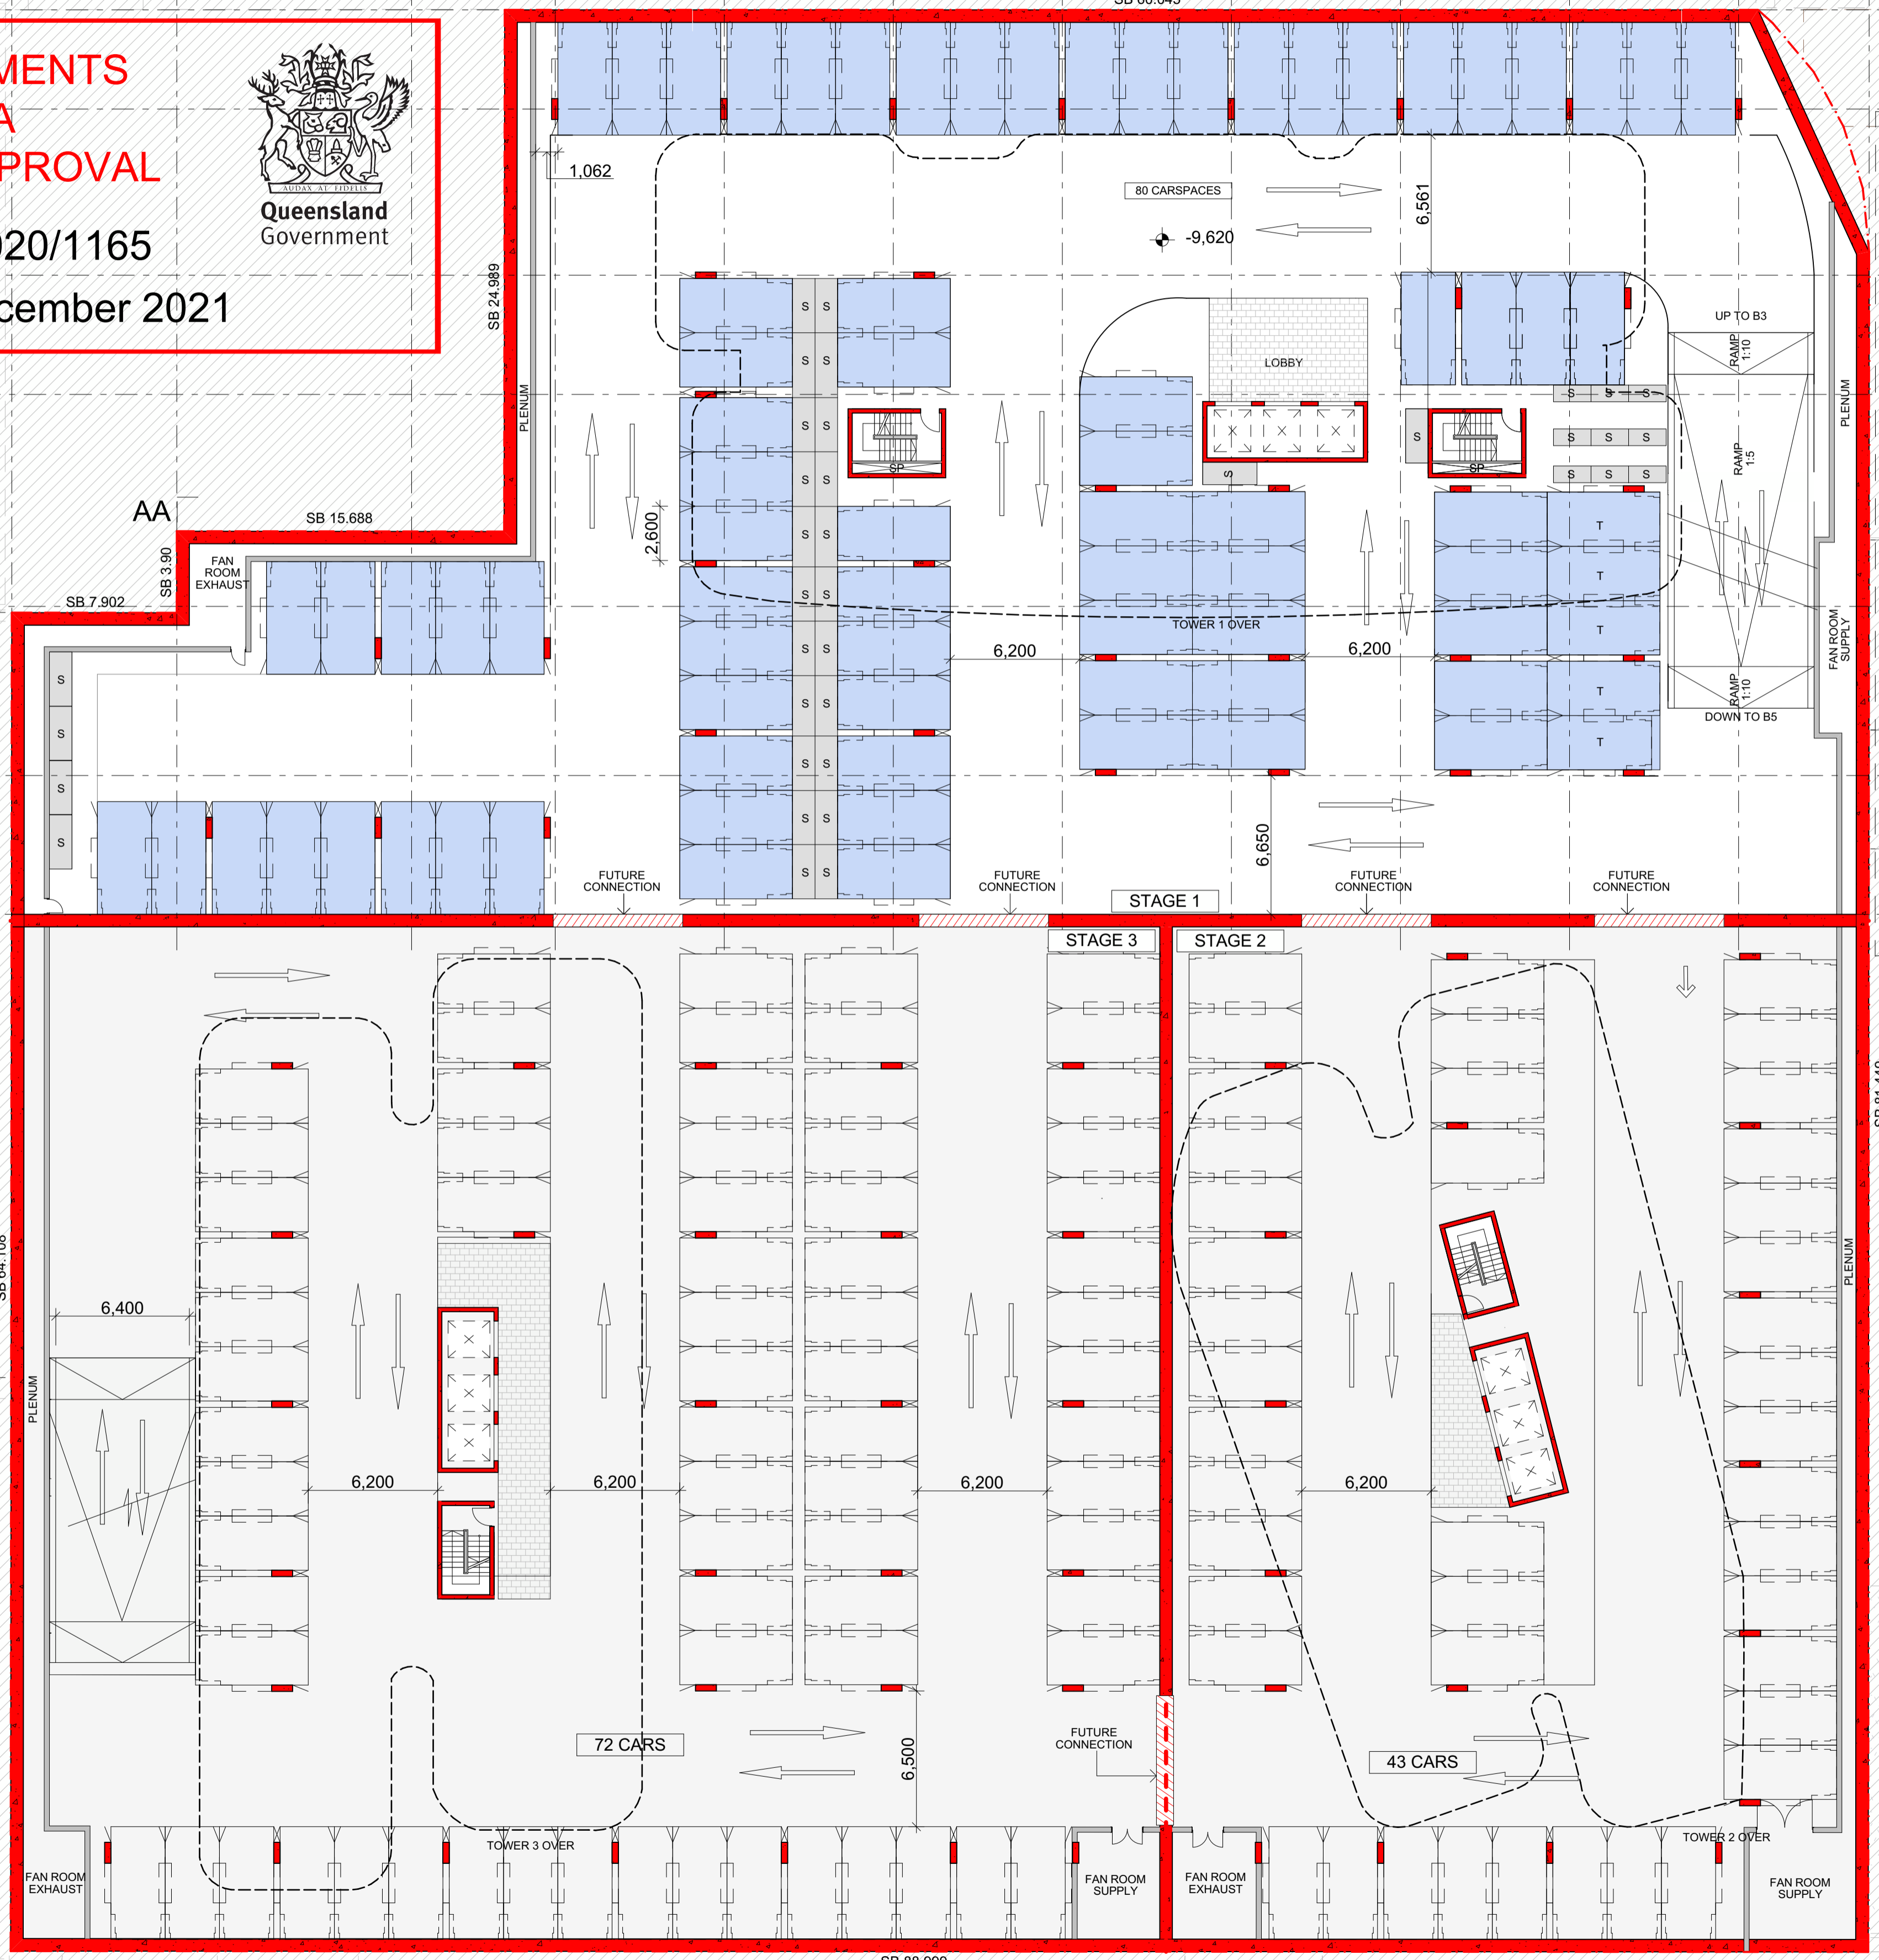 MENTS
A
PROVAL
020/1165
cember 2021
AUDAX AT FIDELIS
Queensland
Government
1,062
80 CARSPACES
-9,620
6,561
SB 24.989
PLENUM
S S
S S
S S
S S
S S
S S
S S
S S
S S
S S
S S
LOBBY
S
SP
S
SP
S S S
S S S
S S S
UP TO B3
RAMP
1:10
RAMP
1:5
RAMP
1:10
DOWN TO B5
PLENUM
FAN ROOM
SUPPLY
AA
SB 15.688
SB 3.90
SB 7.902
FAN
ROOM
EXHAUST
2,600
T
T
T
T
T
TOWER 1 OVER
6,200
6,200
S
S
S
S
6,650
FUTURE
CONNECTION
FUTURE
CONNECTION
FUTURE
CONNECTION
FUTURE
CONNECTION
STAGE 1
STAGE 3
STAGE 2
6,400
PLENUM
6,200
6,200
6,200
6,200
PLENUM
72 CARS
6,500
FUTURE
CONNECTION
43 CARS
TOWER 3 OVER
TOWER 2 OVER
FAN ROOM
EXHAUST
FAN ROOM
SUPPLY
FAN ROOM
EXHAUST
FAN ROOM
SUPPLY